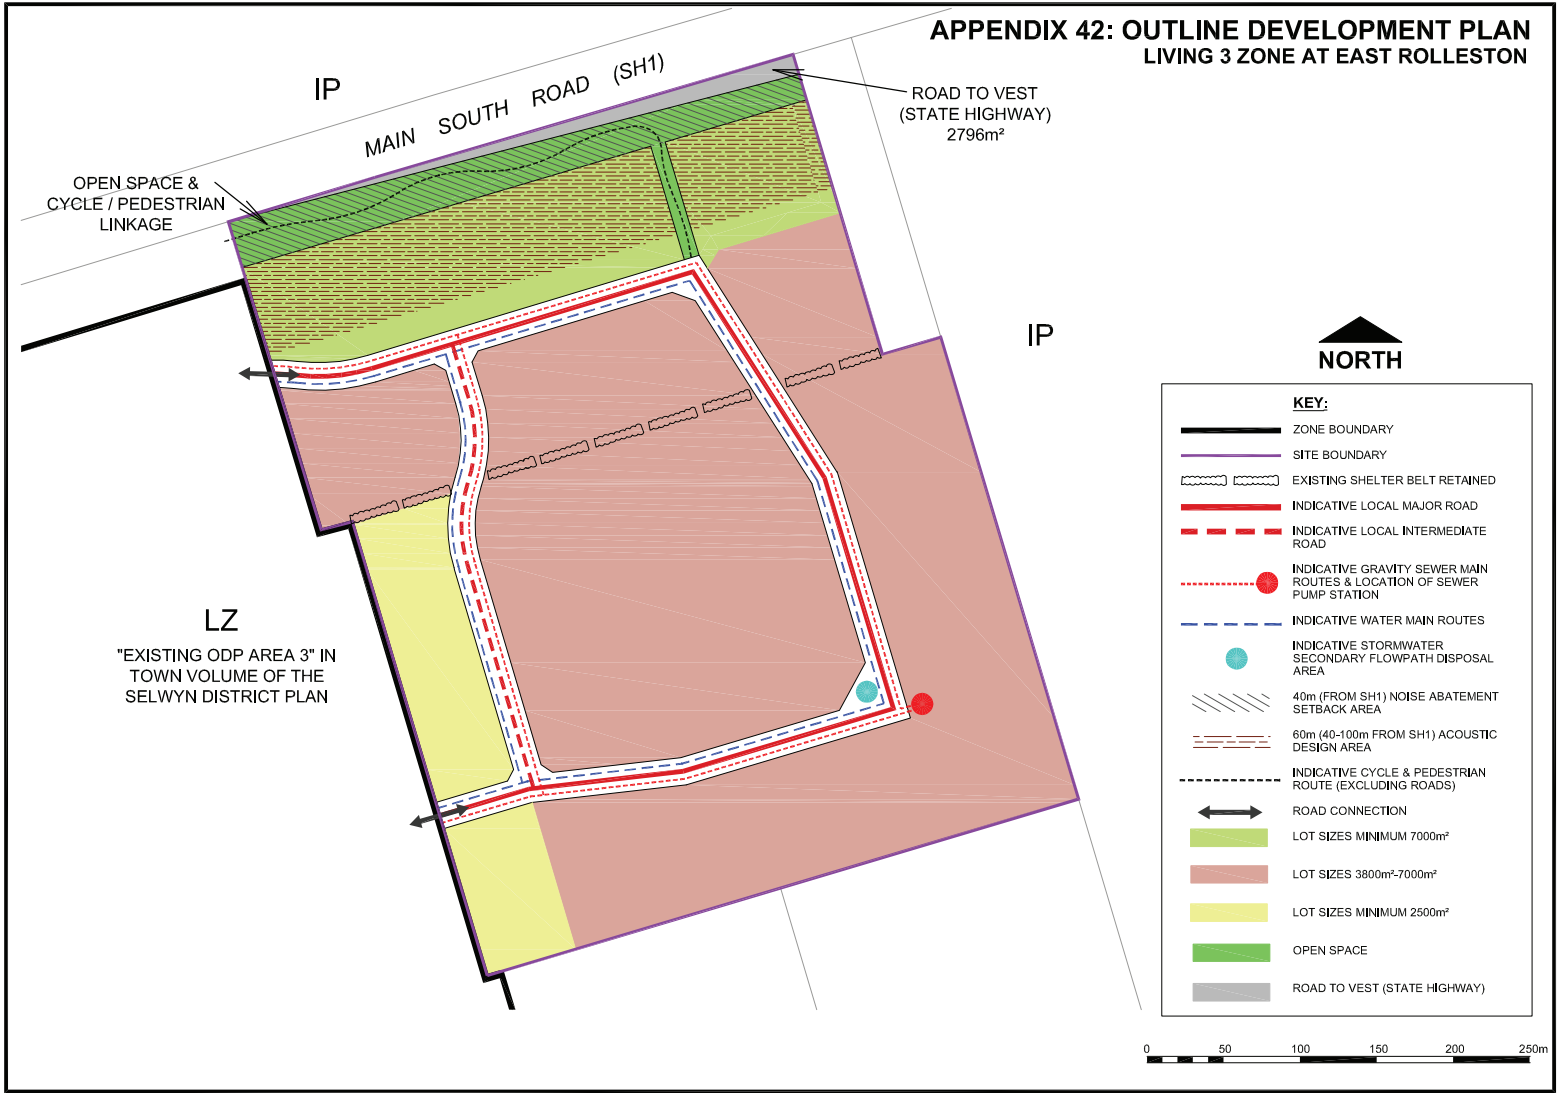 APPENDIX 42: OUTLINE DEVELOPMENT PLAN
LIVING 3 ZONE AT EAST ROLLESTON
IP
MAIN SOUTH ROAD (SH1)
ROAD TO VEST
(STATE HIGHWAY)
2796m²
OPEN SPACE &
CYCLE / PEDESTRIAN
LINKAGE
IP
NORTH
LZ
"EXISTING ODP AREA 3" IN
TOWN VOLUME OF THE
SELWYN DISTRICT PLAN
KEY:
ZONE BOUNDARY
SITE BOUNDARY
EXISTING SHELTER BELT RETAINED
INDICATIVE LOCAL MAJOR ROAD
INDICATIVE LOCAL INTERMEDIATE
ROAD
INDICATIVE GRAVITY SEWER MAIN
ROUTES & LOCATION OF SEWER
PUMP STATION
INDICATIVE WATER MAIN ROUTES
INDICATIVE STORMWATER
SECONDARY FLOWPATH DISPOSAL
AREA
40m (FROM SH1) NOISE ABATEMENT
SETBACK AREA
60m (40-100m FROM SH1) ACOUSTIC
DESIGN AREA
INDICATIVE CYCLE & PEDESTRIAN
ROUTE (EXCLUDING ROADS)
ROAD CONNECTION
LOT SIZES MINIMUM 7000m²
LOT SIZES 3800m²-7000m²
LOT SIZES MINIMUM 2500m²
OPEN SPACE
ROAD TO VEST (STATE HIGHWAY)
0 50 100 150 200 250m